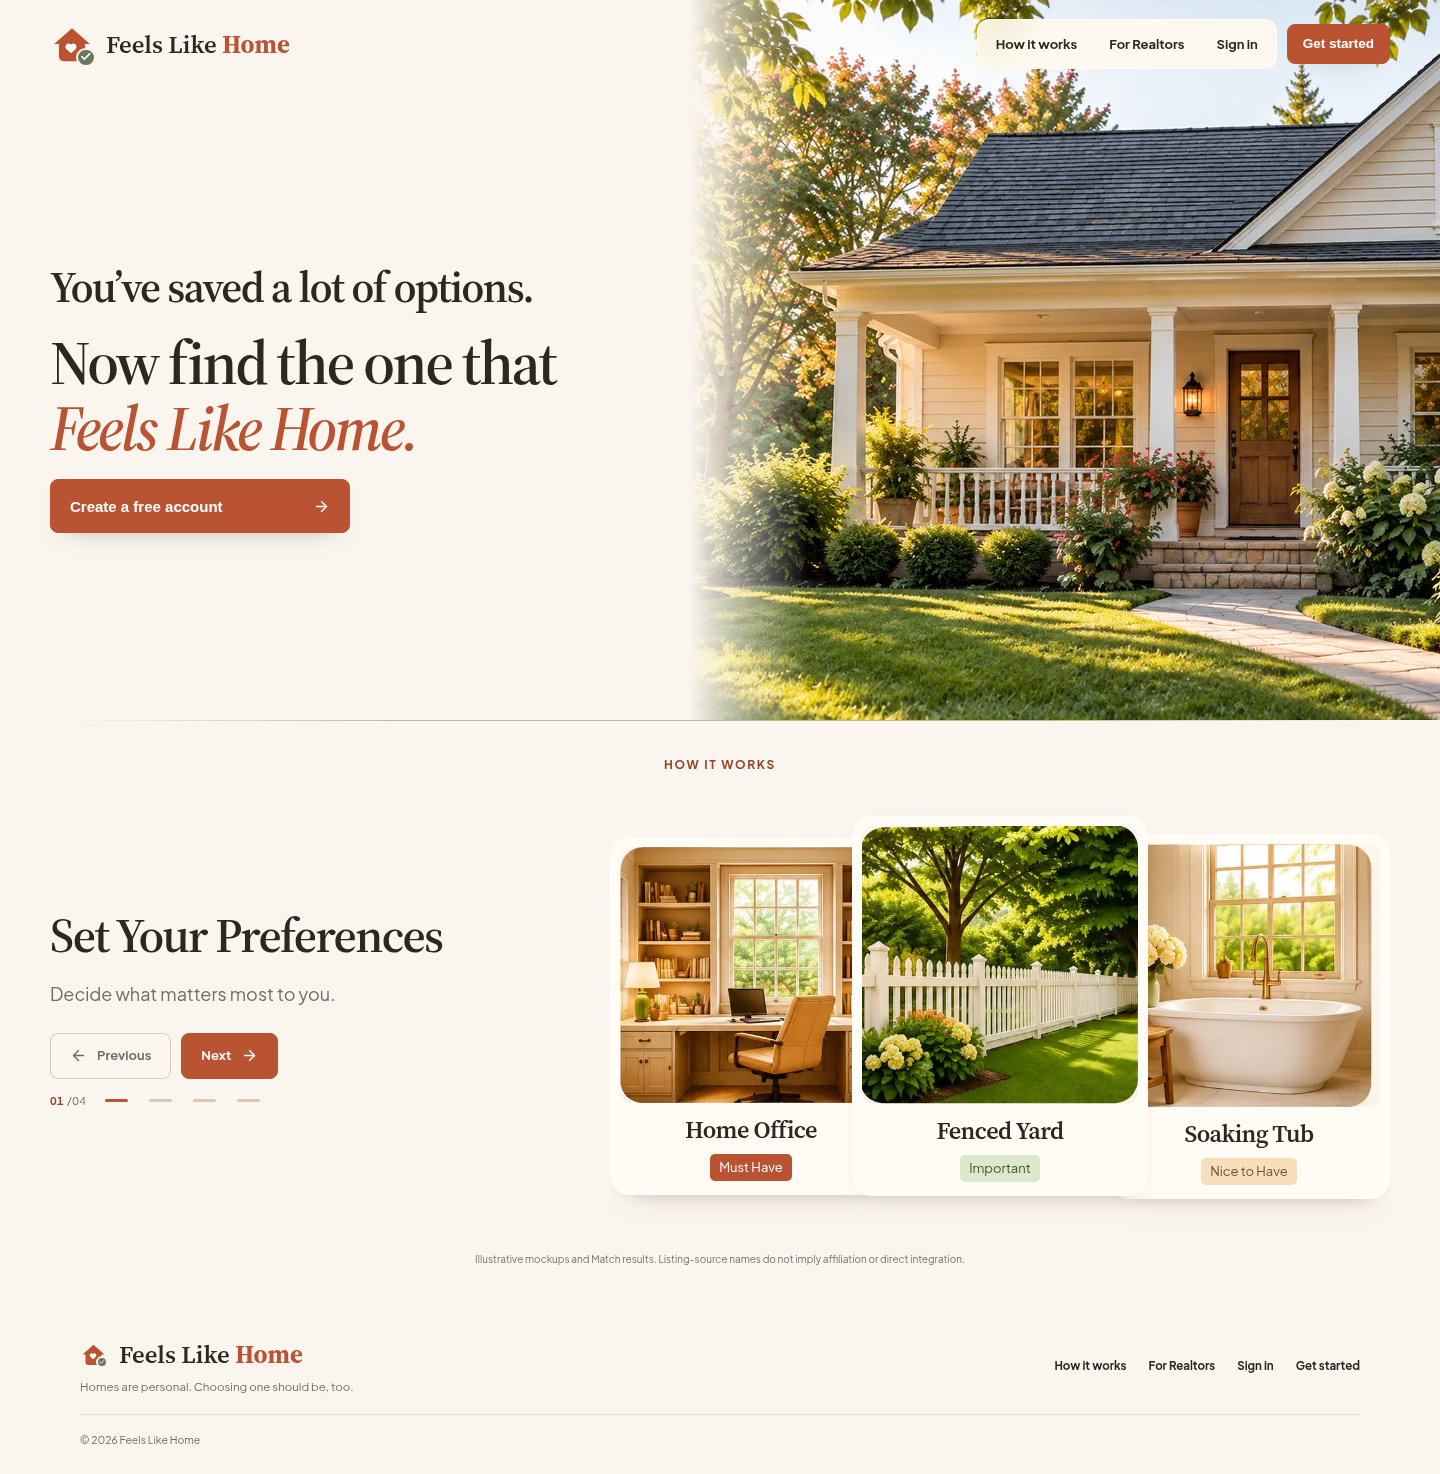 Feels Like Home
How it works
For Realtors
Sign in
Get started
You’ve saved a lot of options.
Now find the one that
Feels Like Home.
Create a free account
HOW IT WORKS
Set Your Preferences
Decide what matters most to you.
Previous
Next
01 /04
Home Office
Must Have
Fenced Yard
Important
Soaking Tub
Nice to Have
Illustrative mockups and Match results. Listing-source names do not imply affiliation or direct integration.
Feels Like Home
Homes are personal. Choosing one should be, too.
How it works
For Realtors
Sign in
Get started
© 2026 Feels Like Home